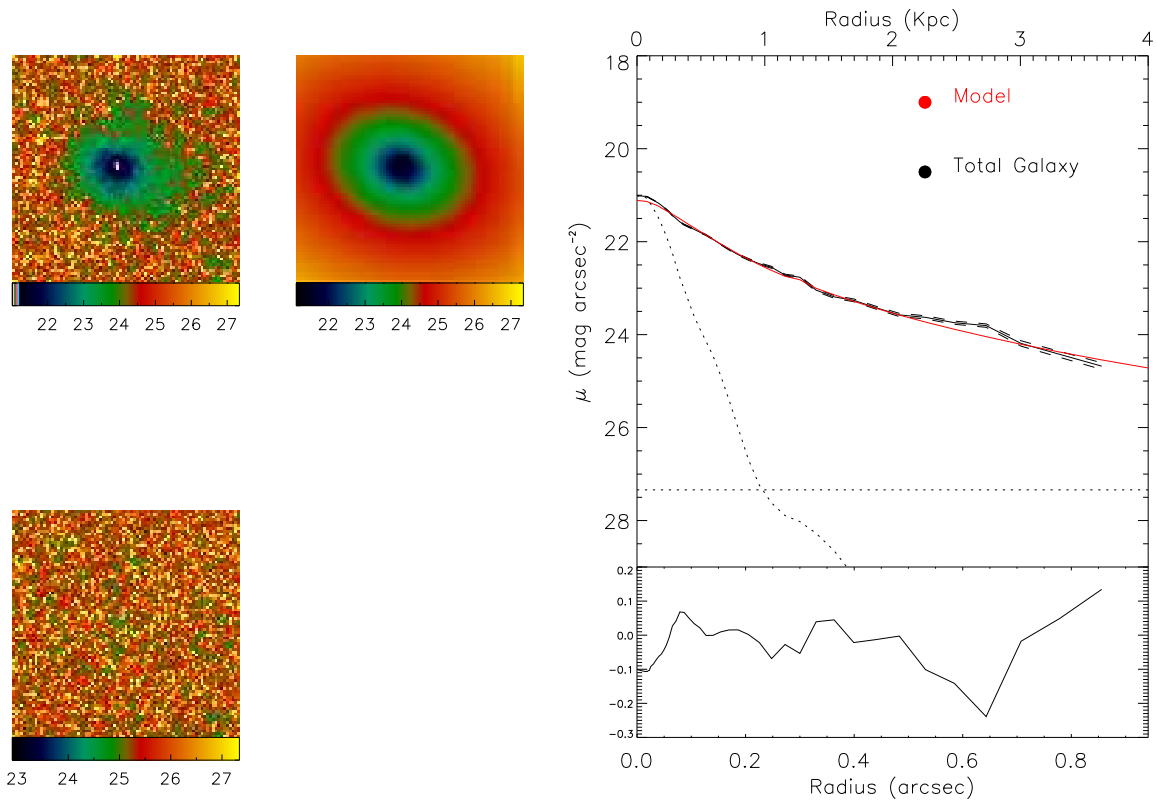 Radius (Kpc)
0 1 2 3 4
18
20
22
24
26
28
μ (mag arcsec⁻²)
Model
Total Galaxy
22 23 24 25 26 27
22 23 24 25 26 27
23 24 25 26 27
0.2
0.1
0.0
−0.1
−0.2
−0.3
0.0 0.2 0.4 0.6 0.8
Radius (arcsec)